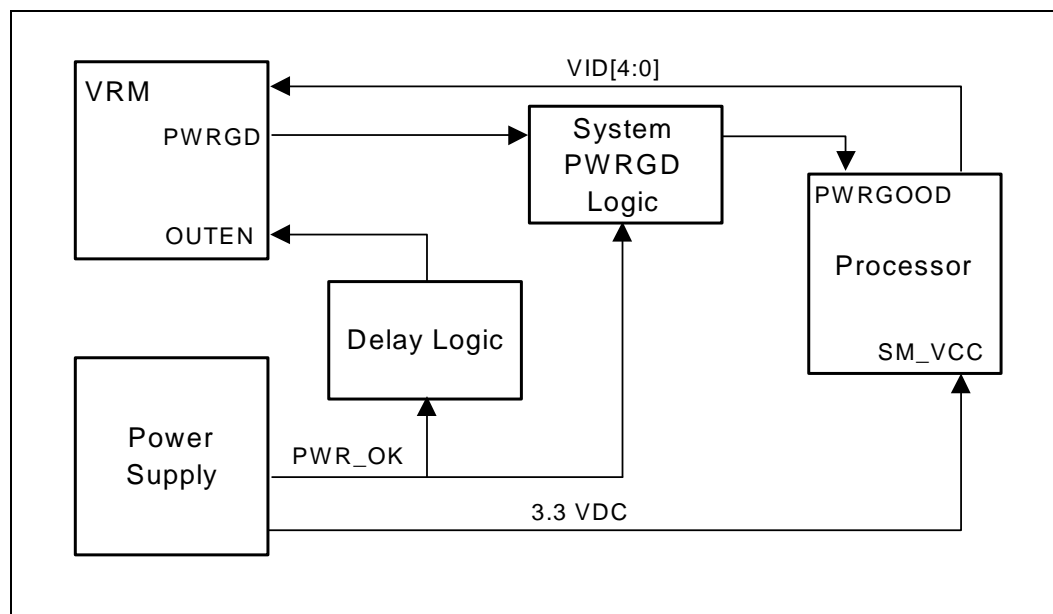 VID[4:0]
VRM
PWRGD
System
PWRGD
Logic
PWRGOOD
OUTEN
Processor
Delay Logic
SM_VCC
Power
Supply
PWR_OK
3.3 VDC